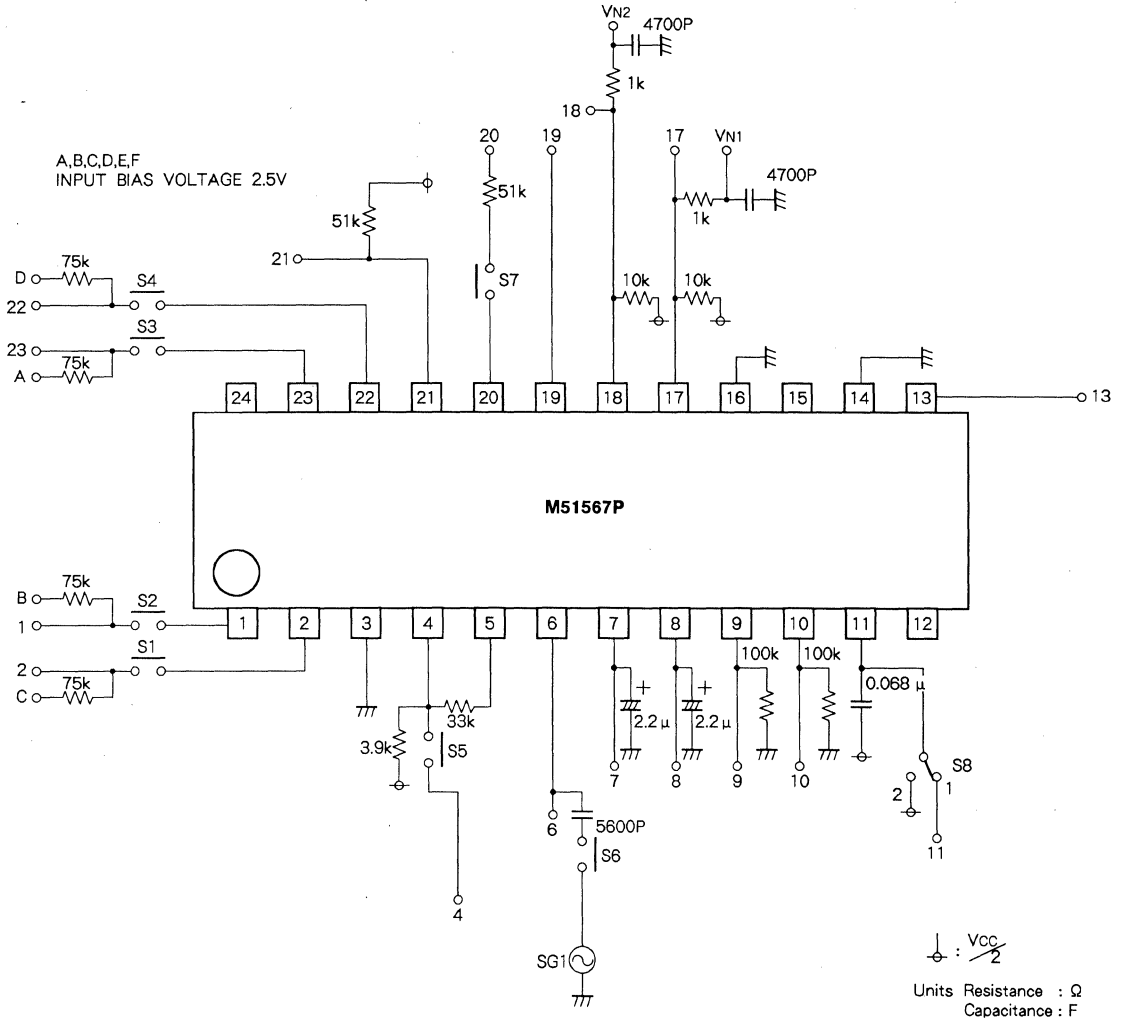 VN2
4700P
1k
18
20
19
17
VN1
4700P
A,B,C,D,E,F
INPUT BIAS VOLTAGE 2.5V
51k
51k
1k
21
S7
10k
10k
75k
D
S4
22
S3
23
75k
A
24
23
22
21
20
19
18
17
16
15
14
13
13
M51567P
75k
B
S2
1
S1
2
75k
C
1
2
3
4
5
6
7
8
9
10
11
12
100k
100k
0.068 μ
+
+
33k
2.2 μ
2.2 μ
3.9k
S5
S8
7
8
9
10
2
1
6
5600P
S6
11
4
SG1
: VCC/2
Units Resistance : Ω
Capacitance : F